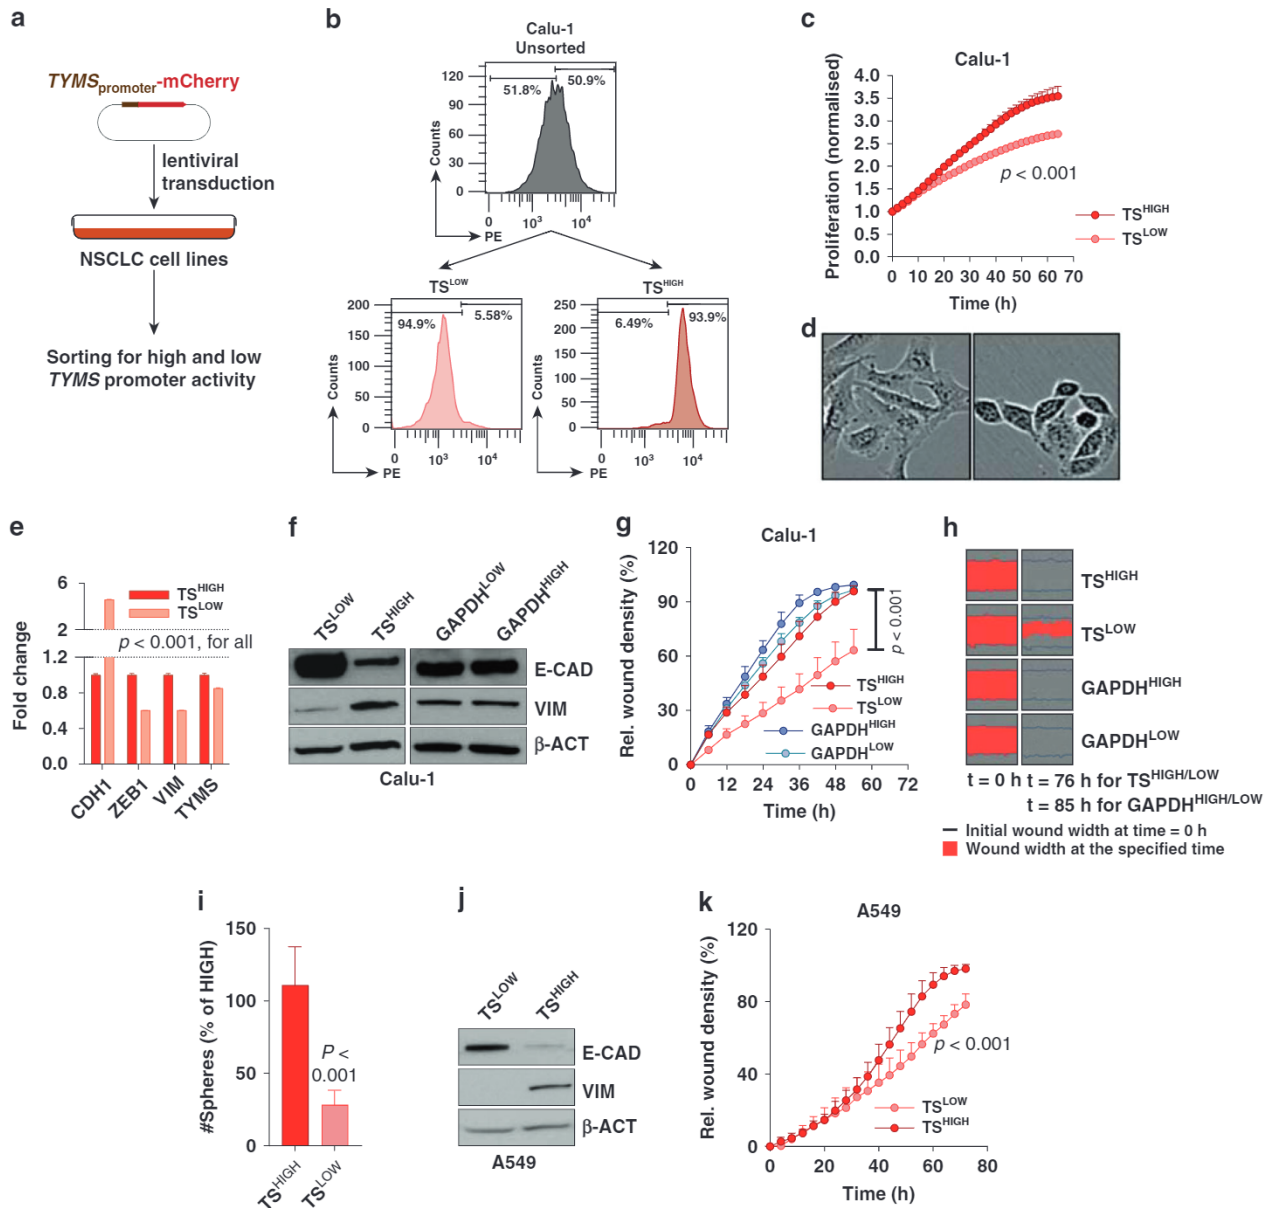 a
TYMSpromoter-mCherry
lentiviral
transduction
NSCLC cell lines
Sorting for high and low
TYMS promoter activity
b
Calu-1
Unsorted
51.8%
50.9%
Counts
120
90
60
30
0
0
10³
10⁴
PE
TS^LOW
94.9%
5.58%
Counts
200
150
100
50
0
0
10³
10⁴
PE
TS^HIGH
6.49%
93.9%
Counts
250
200
150
100
50
0
0
10³
10⁴
PE
c
Calu-1
Proliferation (normalised)
4.0
3.5
3.0
2.5
2.0
1.5
1.0
0.5
0.0
p < 0.001
TS^HIGH
TS^LOW
0 10 20 30 40 50 60 70
Time (h)
d
e
Fold change
6
2
1.2
0.8
0.4
0.0
TS^HIGH
TS^LOW
p < 0.001, for all
CDH1
ZEB1
VIM
TYMS
f
TS^LOW
TS^HIGH
GAPDH^LOW
GAPDH^HIGH
E-CAD
VIM
β-ACT
Calu-1
g
Calu-1
Rel. wound density (%)
120
90
60
30
0
p < 0.001
TS^HIGH
TS^LOW
GAPDH^HIGH
GAPDH^LOW
0 12 24 36 48 60 72
Time (h)
h
TS^HIGH
TS^LOW
GAPDH^HIGH
GAPDH^LOW
t = 0 h t = 76 h for TS^HIGH/LOW
t = 85 h for GAPDH^HIGH/LOW
Initial wound width at time = 0 h
Wound width at the specified time
i
#Spheres (% of HIGH)
150
100
50
0
P <
0.001
TS^HIGH
TS^LOW
j
TS^LOW
TS^HIGH
E-CAD
VIM
β-ACT
A549
k
A549
Rel. wound density (%)
120
80
40
0
p < 0.001
TS^LOW
TS^HIGH
0 20 40 60 80
Time (h)